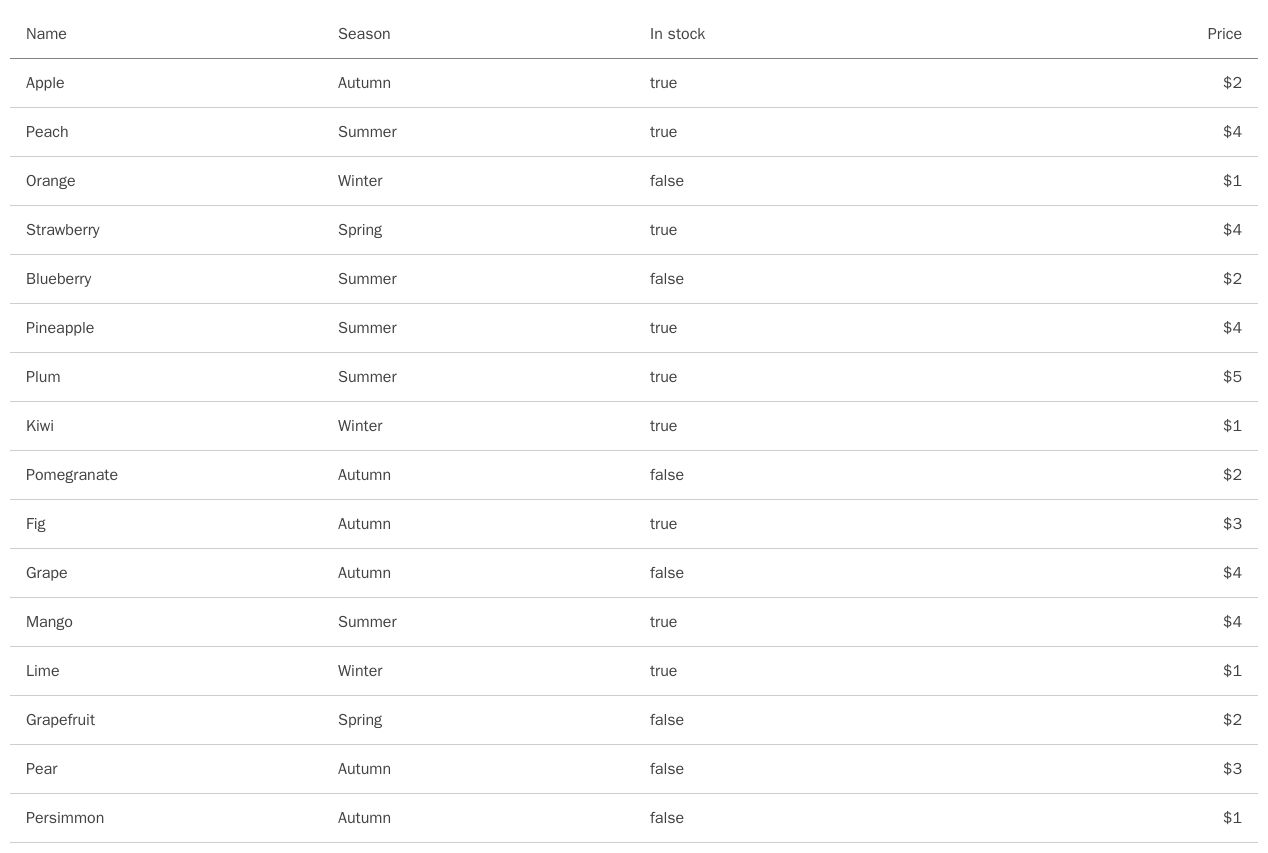 Name Season In stock Price
Apple Autumn true $2
Peach Summer true $4
Orange Winter false $1
Strawberry Spring true $4
Blueberry Summer false $2
Pineapple Summer true $4
Plum Summer true $5
Kiwi Winter true $1
Pomegranate Autumn false $2
Fig Autumn true $3
Grape Autumn false $4
Mango Summer true $4
Lime Winter true $1
Grapefruit Spring false $2
Pear Autumn false $3
Persimmon Autumn false $1